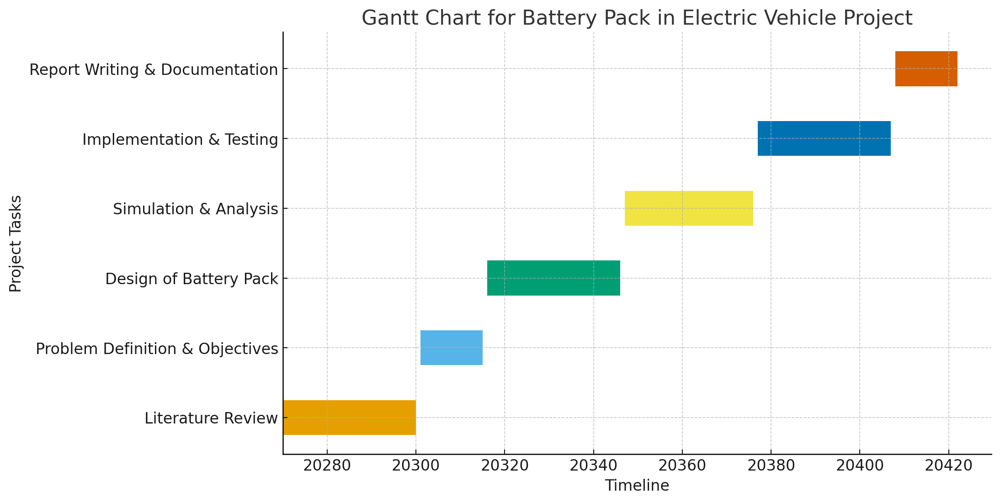 Gantt Chart for Battery Pack in Electric Vehicle Project
Project Tasks
Report Writing & Documentation
Implementation & Testing
Simulation & Analysis
Design of Battery Pack
Problem Definition & Objectives
Literature Review
20280 20300 20320 20340 20360 20380 20400 20420
Timeline